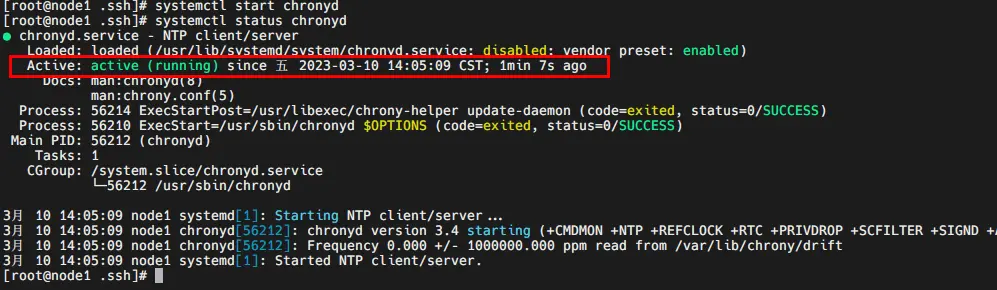 [root@node1 .ssh]# systemctl start chronyd
[root@node1 .ssh]# systemctl status chronyd
● chronyd.service - NTP client/server
Loaded: loaded (/usr/lib/systemd/system/chronyd.service; disabled; vendor preset: enabled)
Active: active (running) since 五 2023-03-10 14:05:09 CST; 1min 7s ago
Docs: man:chronyd(8)
man:chrony.conf(5)
Process: 56214 ExecStartPost=/usr/libexec/chrony-helper update-daemon (code=exited, status=0/SUCCESS)
Process: 56210 ExecStart=/usr/sbin/chronyd $OPTIONS (code=exited, status=0/SUCCESS)
Main PID: 56212 (chronyd)
Tasks: 1
CGroup: /system.slice/chronyd.service
└─56212 /usr/sbin/chronyd
3月 10 14:05:09 node1 systemd[1]: Starting NTP client/server...
3月 10 14:05:09 node1 chronyd[56212]: chronyd version 3.4 starting (+CMDMON +NTP +REFCLOCK +RTC +PRIVDROP +SCFILTER +SIGND +A
3月 10 14:05:09 node1 chronyd[56212]: Frequency 0.000 +/- 1000000.000 ppm read from /var/lib/chrony/drift
3月 10 14:05:09 node1 systemd[1]: Started NTP client/server.
[root@node1 .ssh]#